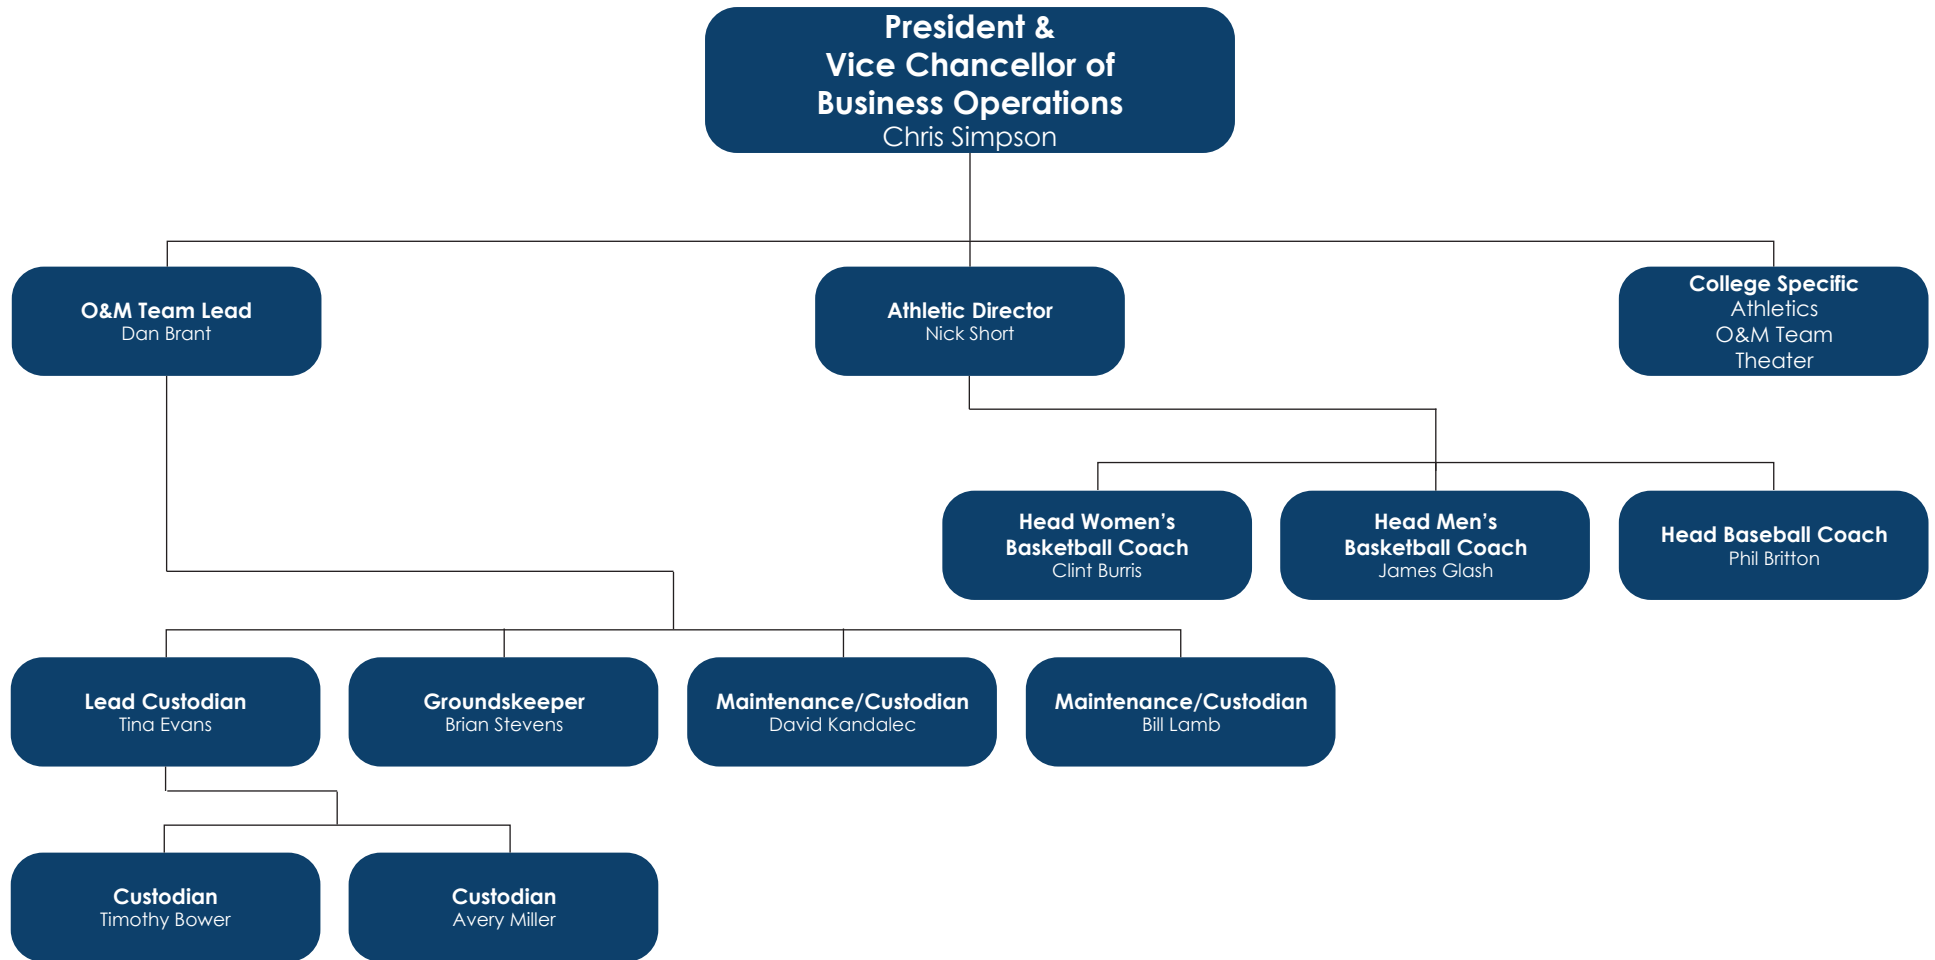 President &
Vice Chancellor of
Business Operations
Chris Simpson
O&M Team Lead
Dan Brant
Athletic Director
Nick Short
College Specific
Athletics
O&M Team
Theater
Head Women’s
Basketball Coach
Clint Burris
Head Men’s
Basketball Coach
James Glash
Head Baseball Coach
Phil Britton
Lead Custodian
Tina Evans
Groundskeeper
Brian Stevens
Maintenance/Custodian
David Kandalec
Maintenance/Custodian
Bill Lamb
Custodian
Timothy Bower
Custodian
Avery Miller